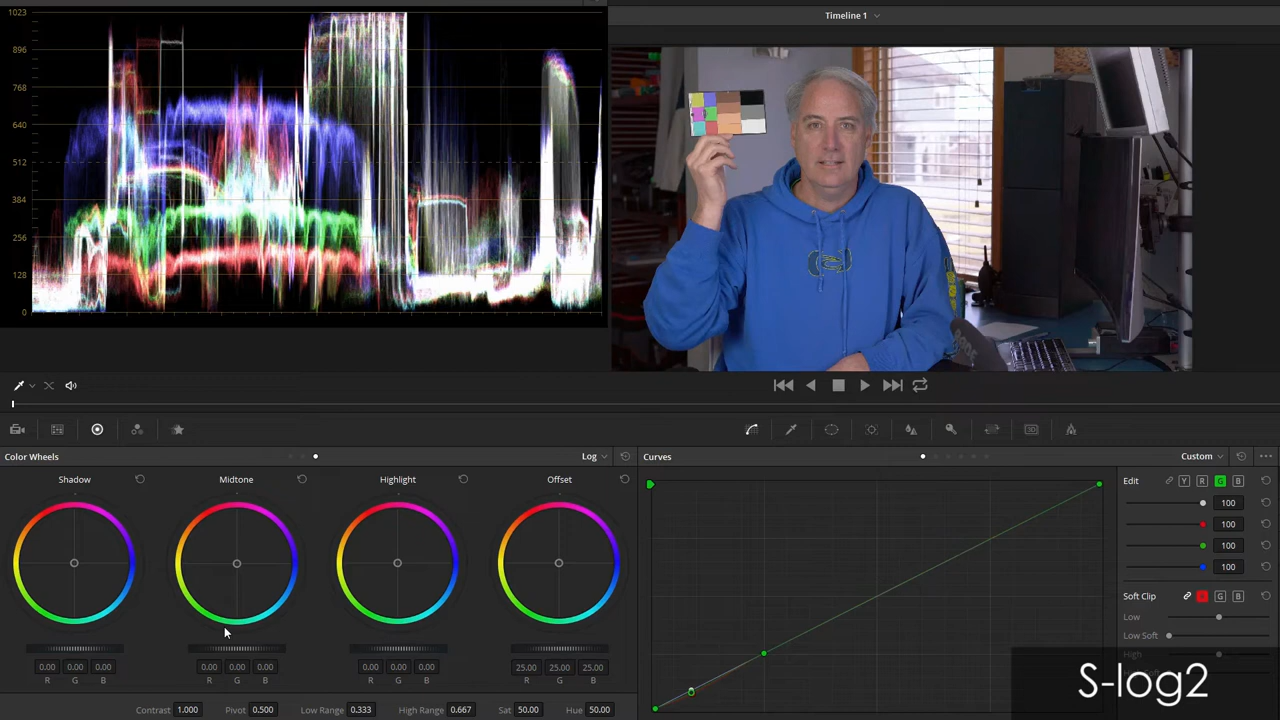 1023
896
768
640
512
384
256
128
0
Timeline 1
Color Wheels
Log
Curves
Custom
Shadow
Midtone
Highlight
Offset
Edit
Y R G B
100
100
100
100
Soft Clip
R G B
Low
Low Soft
High
0.00 0.00 0.00
0.00 0.00 0.00
0.00 0.00 0.00
25.00 25.00 25.00
R G B
R G B
R G B
R G B
Contrast 1.000 Pivot 0.500 Low Range 0.333 High Range 0.667 Sat 50.00 Hue 50.00
S-log2